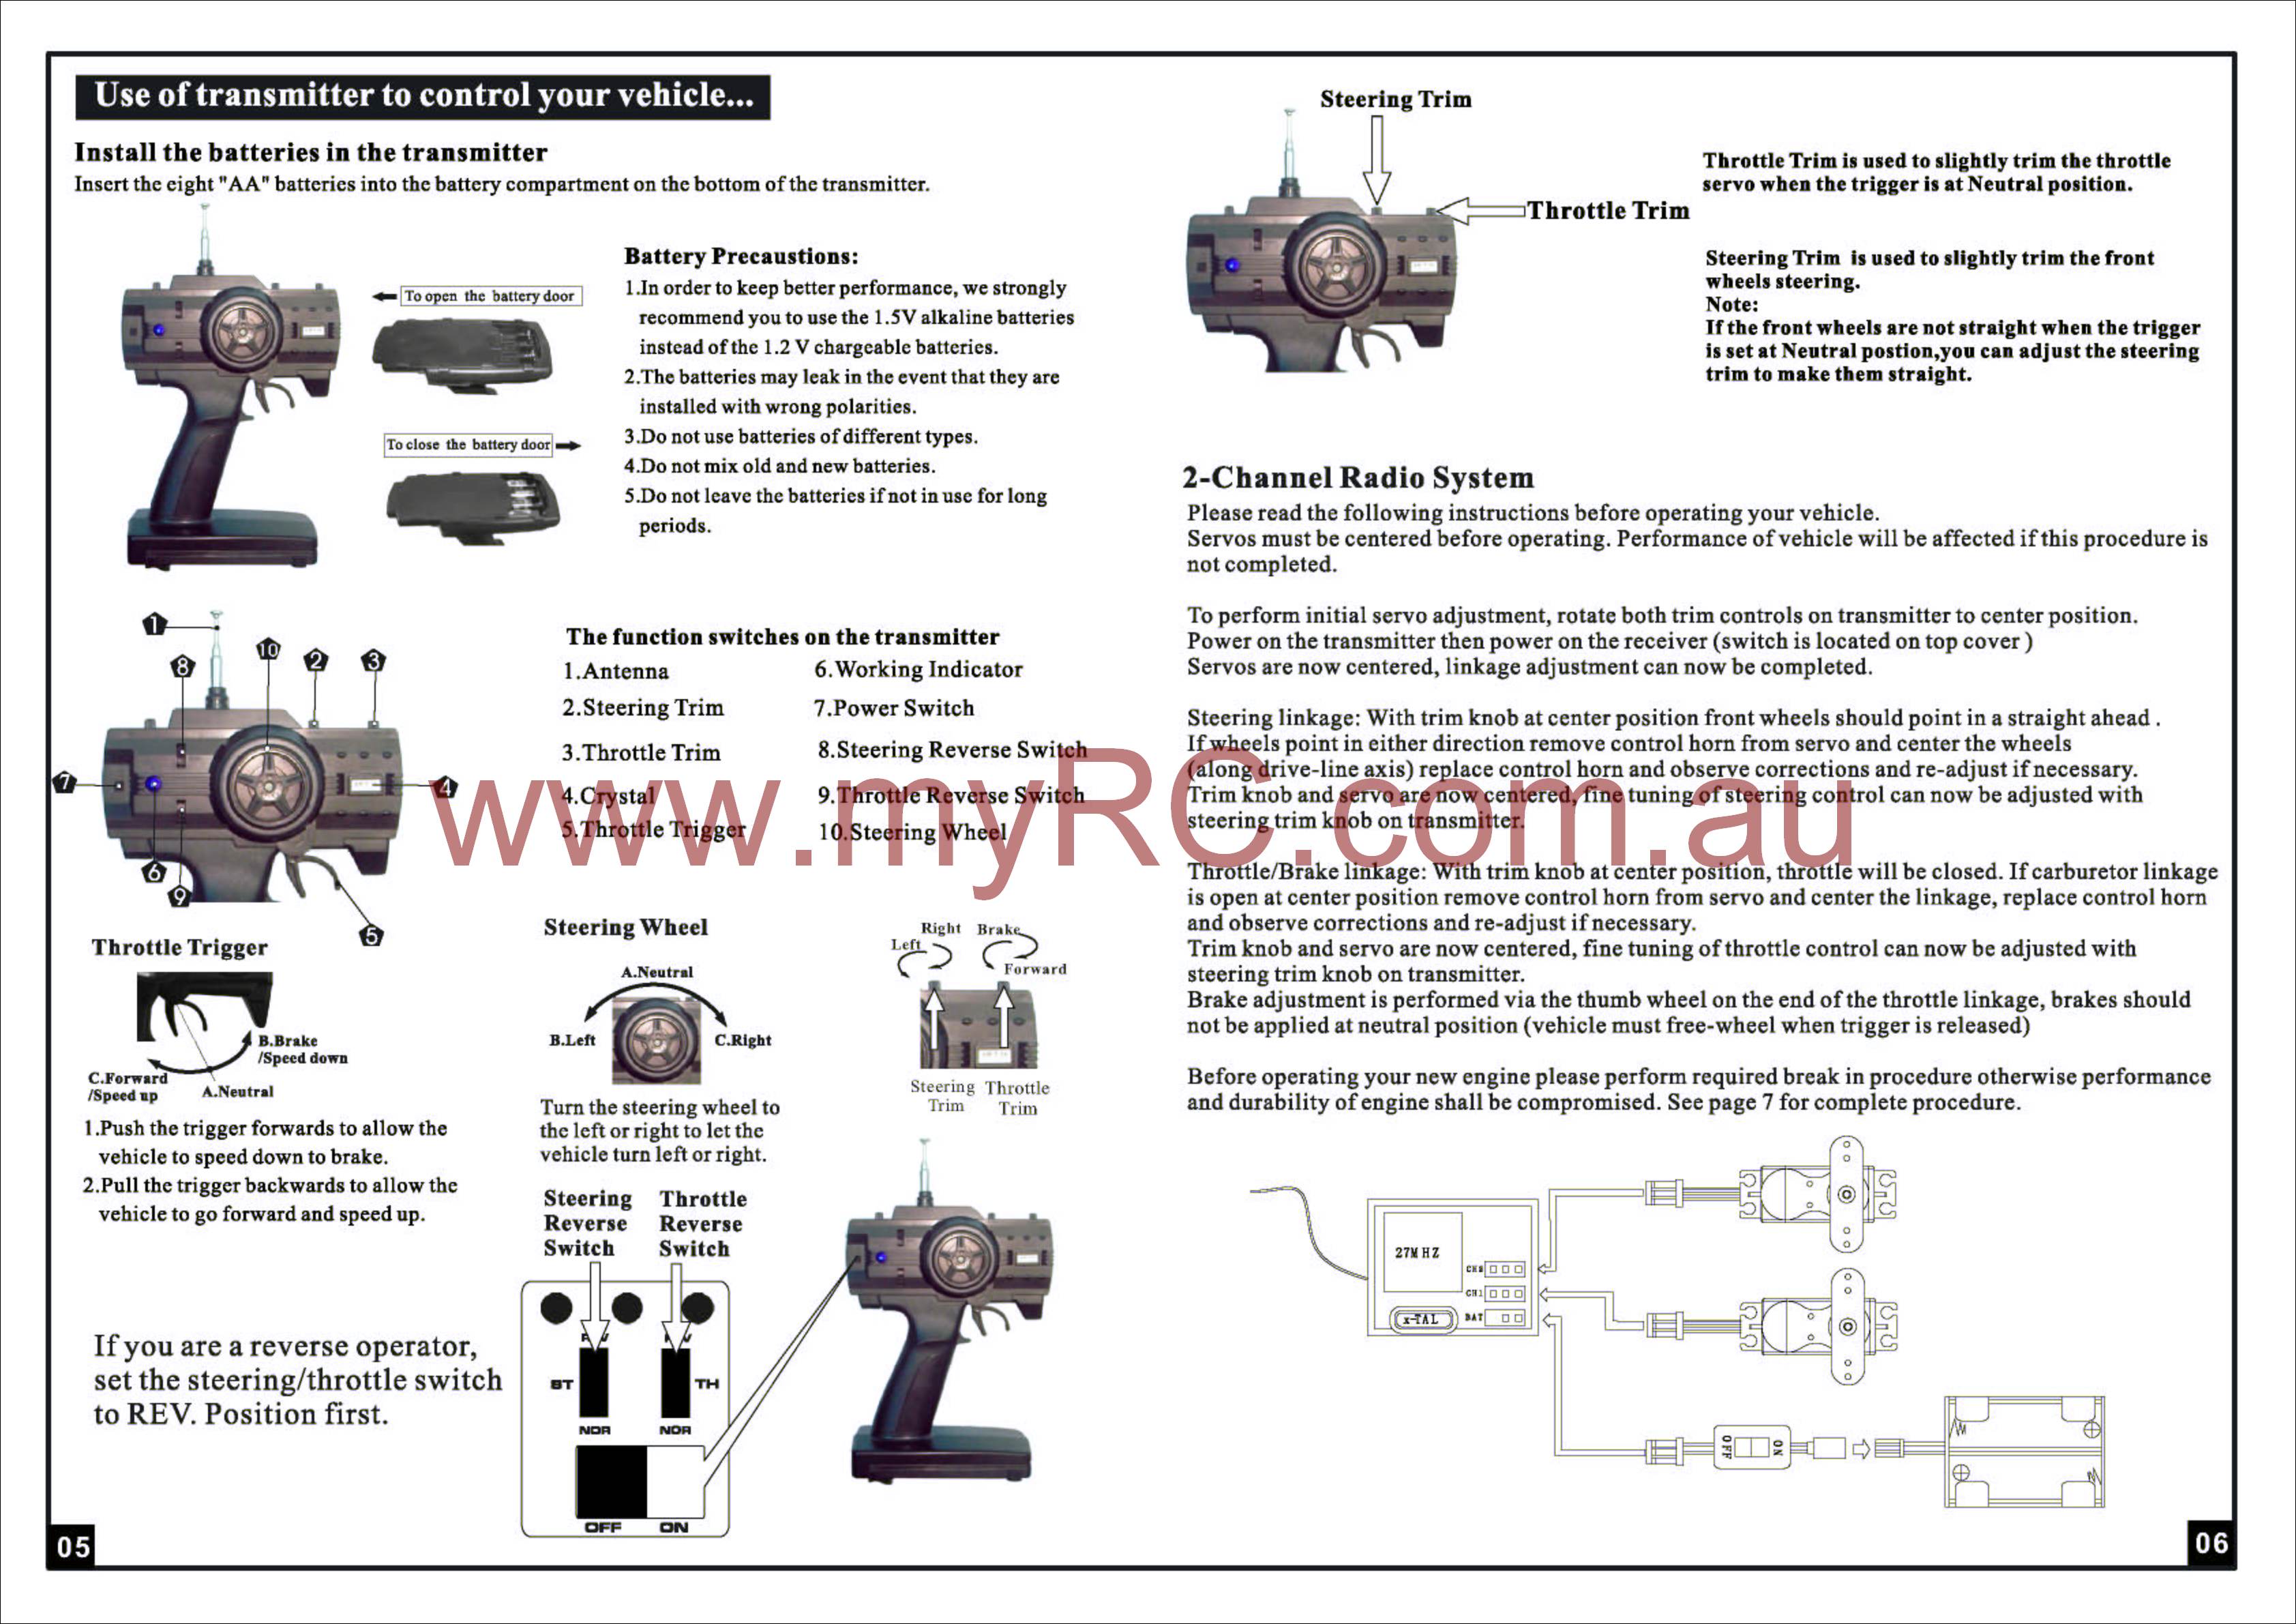 Use of transmitter to control your vehicle...
Install the batteries in the transmitter
Insert the eight "AA" batteries into the battery compartment on the bottom of the transmitter.
To open the battery door
To close the battery door
Battery Precaustions:
1.In order to keep better performance, we strongly
recommend you to use the 1.5V alkaline batteries
instead of the 1.2 V chargeable batteries.
2.The batteries may leak in the event that they are
installed with wrong polarities.
3.Do not use batteries of different types.
4.Do not mix old and new batteries.
5.Do not leave the batteries if not in use for long
periods.
1
8
10
2
3
7
4
6
9
5
The function switches on the transmitter
1.Antenna
2.Steering Trim
3.Throttle Trim
4.Crystal
5.Throttle Trigger
6.Working Indicator
7.Power Switch
8.Steering Reverse Switch
9.Throttle Reverse Switch
10.Steering Wheel
Throttle Trigger
B.Brake
/Speed down
C.Forward
/Speed up
A.Neutral
1.Push the trigger forwards to allow the
vehicle to speed down to brake.
2.Pull the trigger backwards to allow the
vehicle to go forward and speed up.
Steering Wheel
A.Neutral
B.Left
C.Right
Turn the steering wheel to
the left or right to let the
vehicle turn left or right.
Right Brake
Left
Forward
Steering Throttle
Trim Trim
If you are a reverse operator,
set the steering/throttle switch
to REV. Position first.
Steering Throttle
Reverse Reverse
Switch Switch
ST
TH
NOR NOR
OFF ON
05
Steering Trim
Throttle Trim
Throttle Trim is used to slightly trim the throttle
servo when the trigger is at Neutral position.
Steering Trim is used to slightly trim the front
wheels steering.
Note:
If the front wheels are not straight when the trigger
is set at Neutral postion,you can adjust the steering
trim to make them straight.
2-Channel Radio System
Please read the following instructions before operating your vehicle.
Servos must be centered before operating. Performance of vehicle will be affected if this procedure is
not completed.
To perform initial servo adjustment, rotate both trim controls on transmitter to center position.
Power on the transmitter then power on the receiver (switch is located on top cover )
Servos are now centered, linkage adjustment can now be completed.
Steering linkage: With trim knob at center position front wheels should point in a straight ahead .
If wheels point in either direction remove control horn from servo and center the wheels
(along drive-line axis) replace control horn and observe corrections and re-adjust if necessary.
Trim knob and servo are now centered, fine tuning of steering control can now be adjusted with
steering trim knob on transmitter.
Throttle/Brake linkage: With trim knob at center position, throttle will be closed. If carburetor linkage
is open at center position remove control horn from servo and center the linkage, replace control horn
and observe corrections and re-adjust if necessary.
Trim knob and servo are now centered, fine tuning of throttle control can now be adjusted with
steering trim knob on transmitter.
Brake adjustment is performed via the thumb wheel on the end of the throttle linkage, brakes should
not be applied at neutral position (vehicle must free-wheel when trigger is released)
Before operating your new engine please perform required break in procedure otherwise performance
and durability of engine shall be compromised. See page 7 for complete procedure.
27MHZ
CH1
X-TAL
BAT
OFF
ON
06
www.myRC.com.au